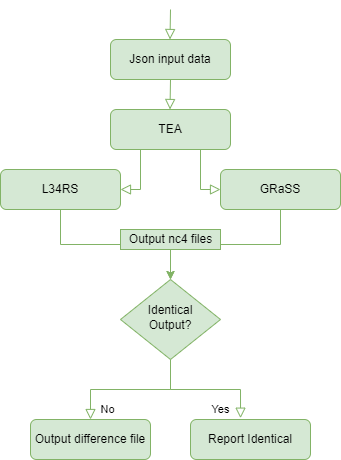 Json input data
TEA
L34RS
GRaSS
Output nc4 files
Identical
Output?
No
Yes
Output difference file
Report Identical